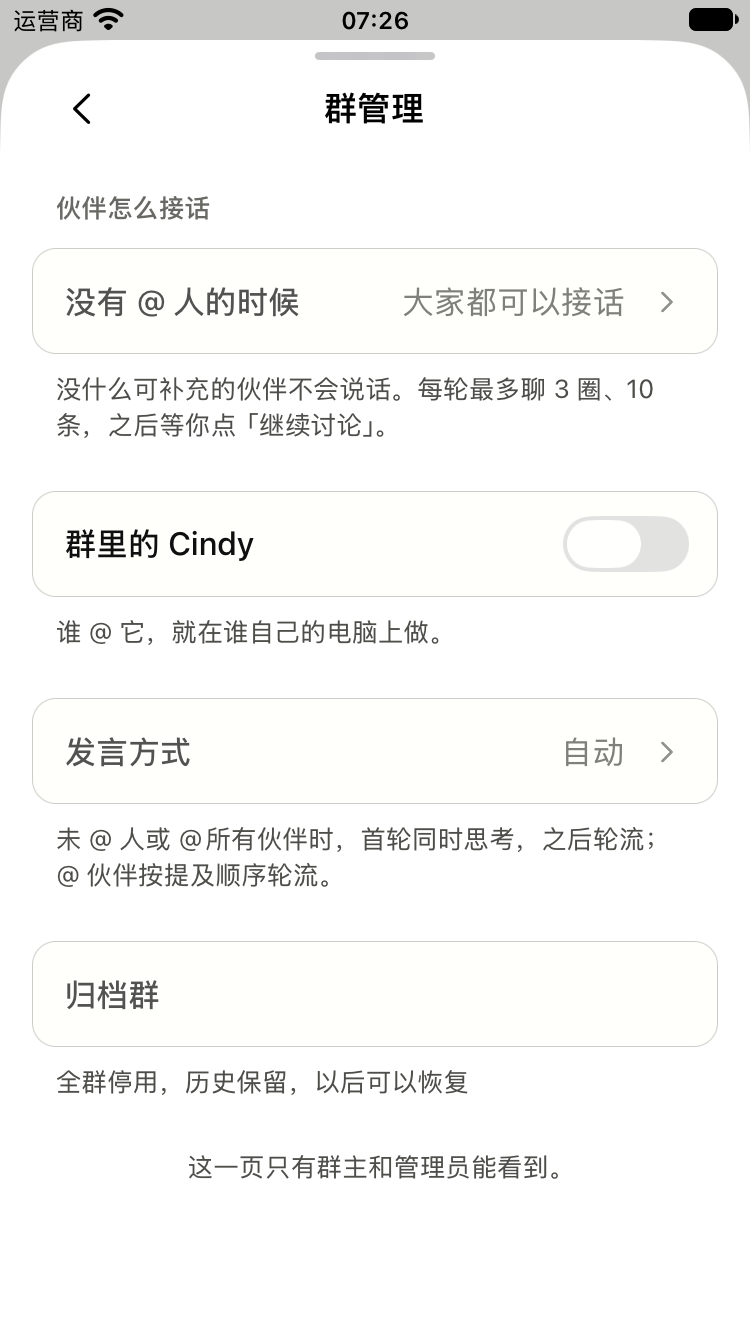 运营商 07:26
群管理
伙伴怎么接话
没有 @ 人的时候 大家都可以接话
没什么可补充的伙伴不会说话。每轮最多聊 3 圈、10
条，之后等你点「继续讨论」。
群里的 Cindy
谁 @ 它，就在谁自己的电脑上做。
发言方式 自动
未 @ 人或 @所有伙伴时，首轮同时思考，之后轮流；
@ 伙伴按提及顺序轮流。
归档群
全群停用，历史保留，以后可以恢复
这一页只有群主和管理员能看到。